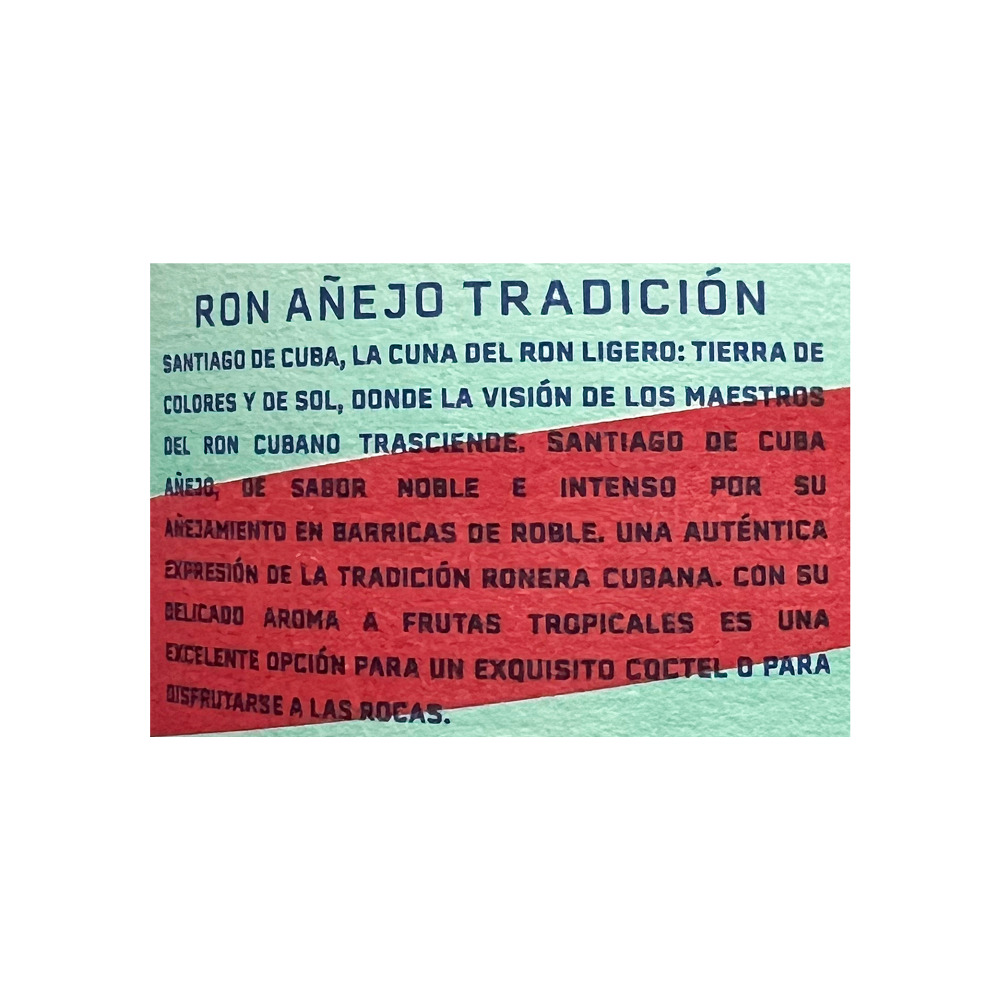 RON AÑEJO TRADICIÓN
SANTIAGO DE CUBA, LA CUNA DEL RON LIGERO: TIERRA DE
COLORES Y DE SOL, DONDE LA VISIÓN DE LOS MAESTROS
DEL RON CUBANO TRASCIENDE. SANTIAGO DE CUBA
AÑEJO, DE SABOR NOBLE E INTENSO POR SU
AÑEJAMIENTO EN BARRICAS DE ROBLE. UNA AUTÉNTICA
EXPRESIÓN DE LA TRADICIÓN RONERA CUBANA. CON SU
DELICADO AROMA A FRUTAS TROPICALES ES UNA
EXCELENTE OPCIÓN PARA UN EXQUISITO COCTEL O PARA
DISFRUTARSE A LAS ROCAS.